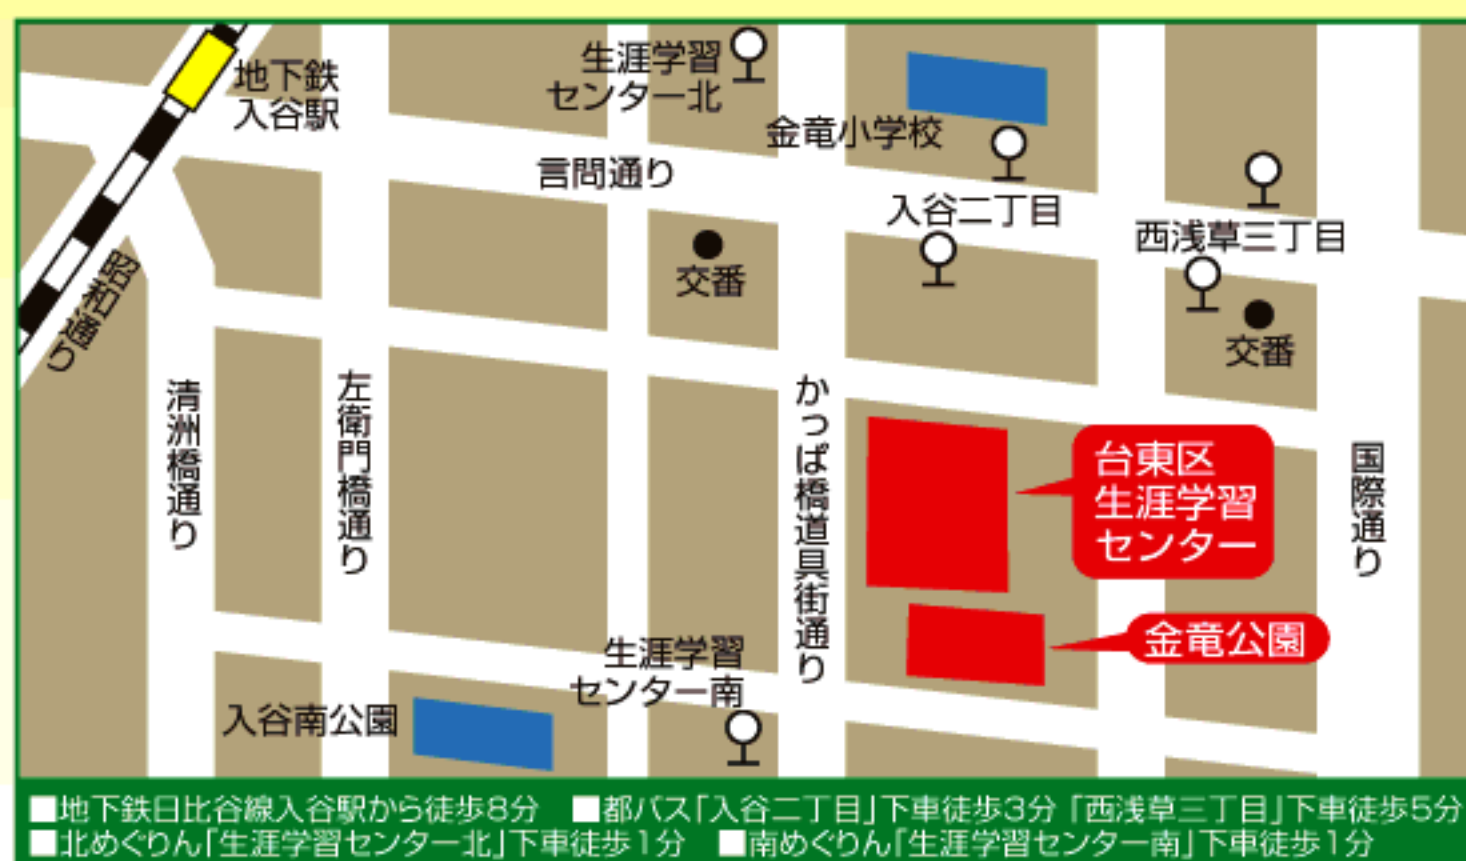 生涯学習
センター北
地下鉄
入谷駅
金竜小学校
言問通り
入谷二丁目
西浅草三丁目
交番
交番
昭和通り
清洲橋通り
左衛門橋通り
かっぱ橋道具街通り
国際通り
台東区
生涯学習
センター
金竜公園
生涯学習
センター南
入谷南公園
■地下鉄日比谷線入谷駅から徒歩8分 ■都バス「入谷二丁目」下車徒歩3分「西浅草三丁目」下車徒歩5分
■北めぐりん「生涯学習センター北」下車徒歩1分 ■南めぐりん「生涯学習センター南」下車徒歩1分